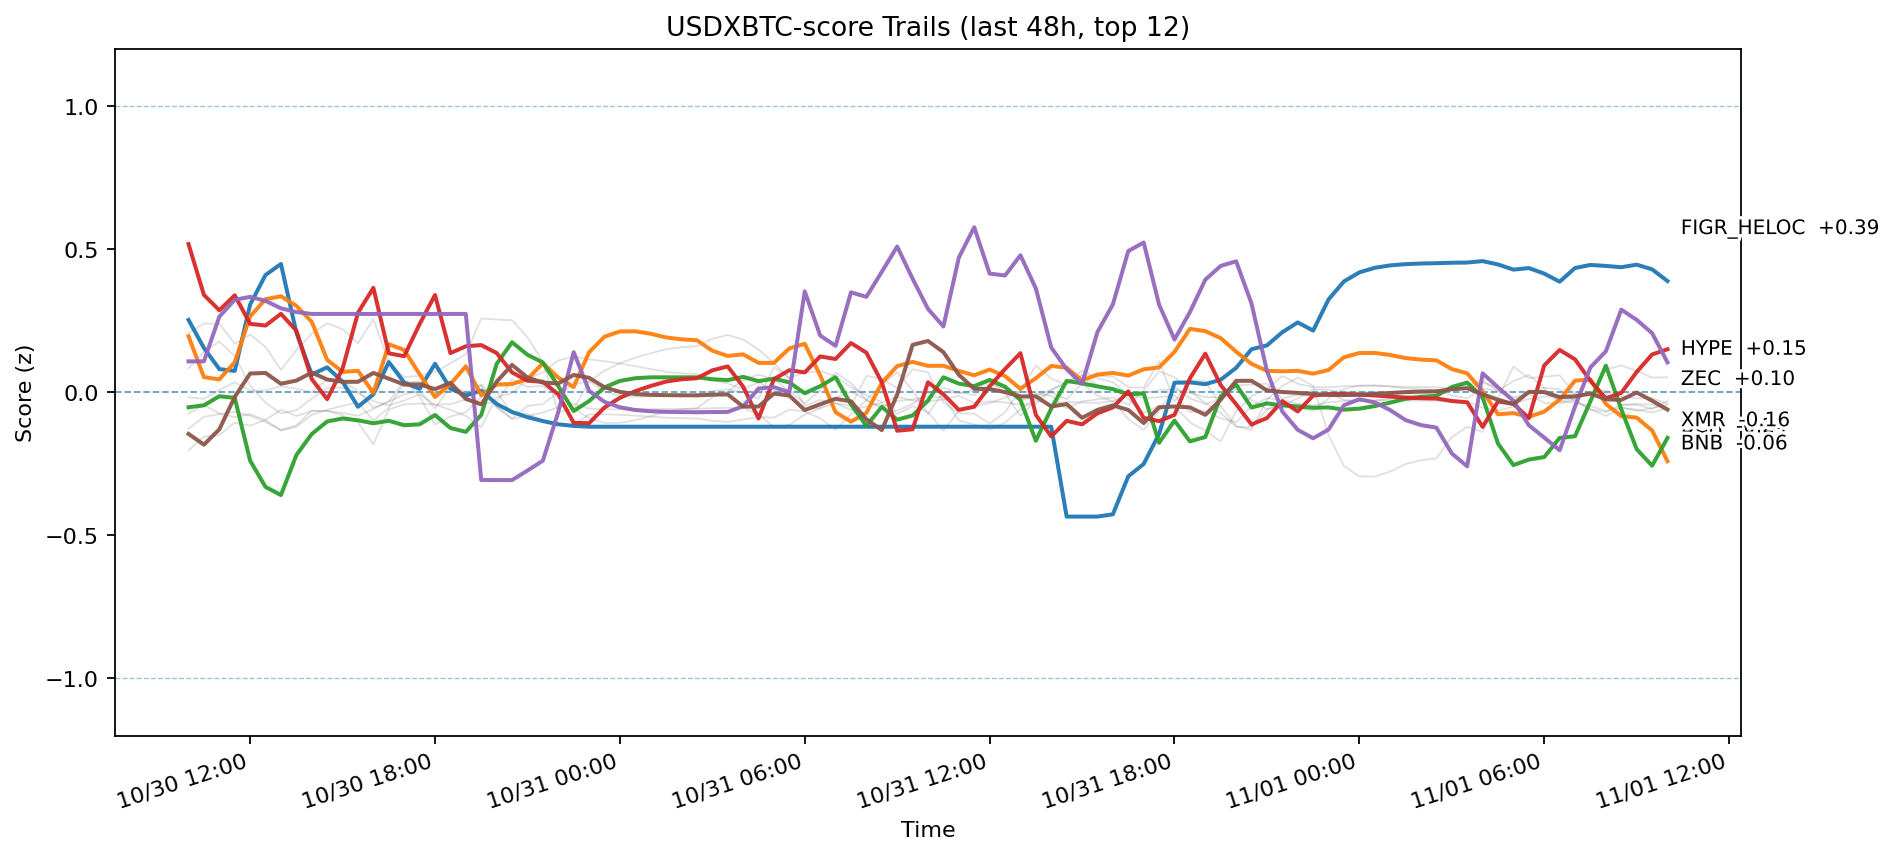 USDXBTC-score Trails (last 48h, top 12)
Score (z)
1.0
0.5
0.0
−0.5
−1.0
FIGR_HELOC +0.39
HYPE +0.15
ZEC +0.10
XMR -0.16
BNB -0.06
10/30 12:00
10/30 18:00
10/31 00:00
10/31 06:00
10/31 12:00
10/31 18:00
11/01 00:00
11/01 06:00
11/01 12:00
Time